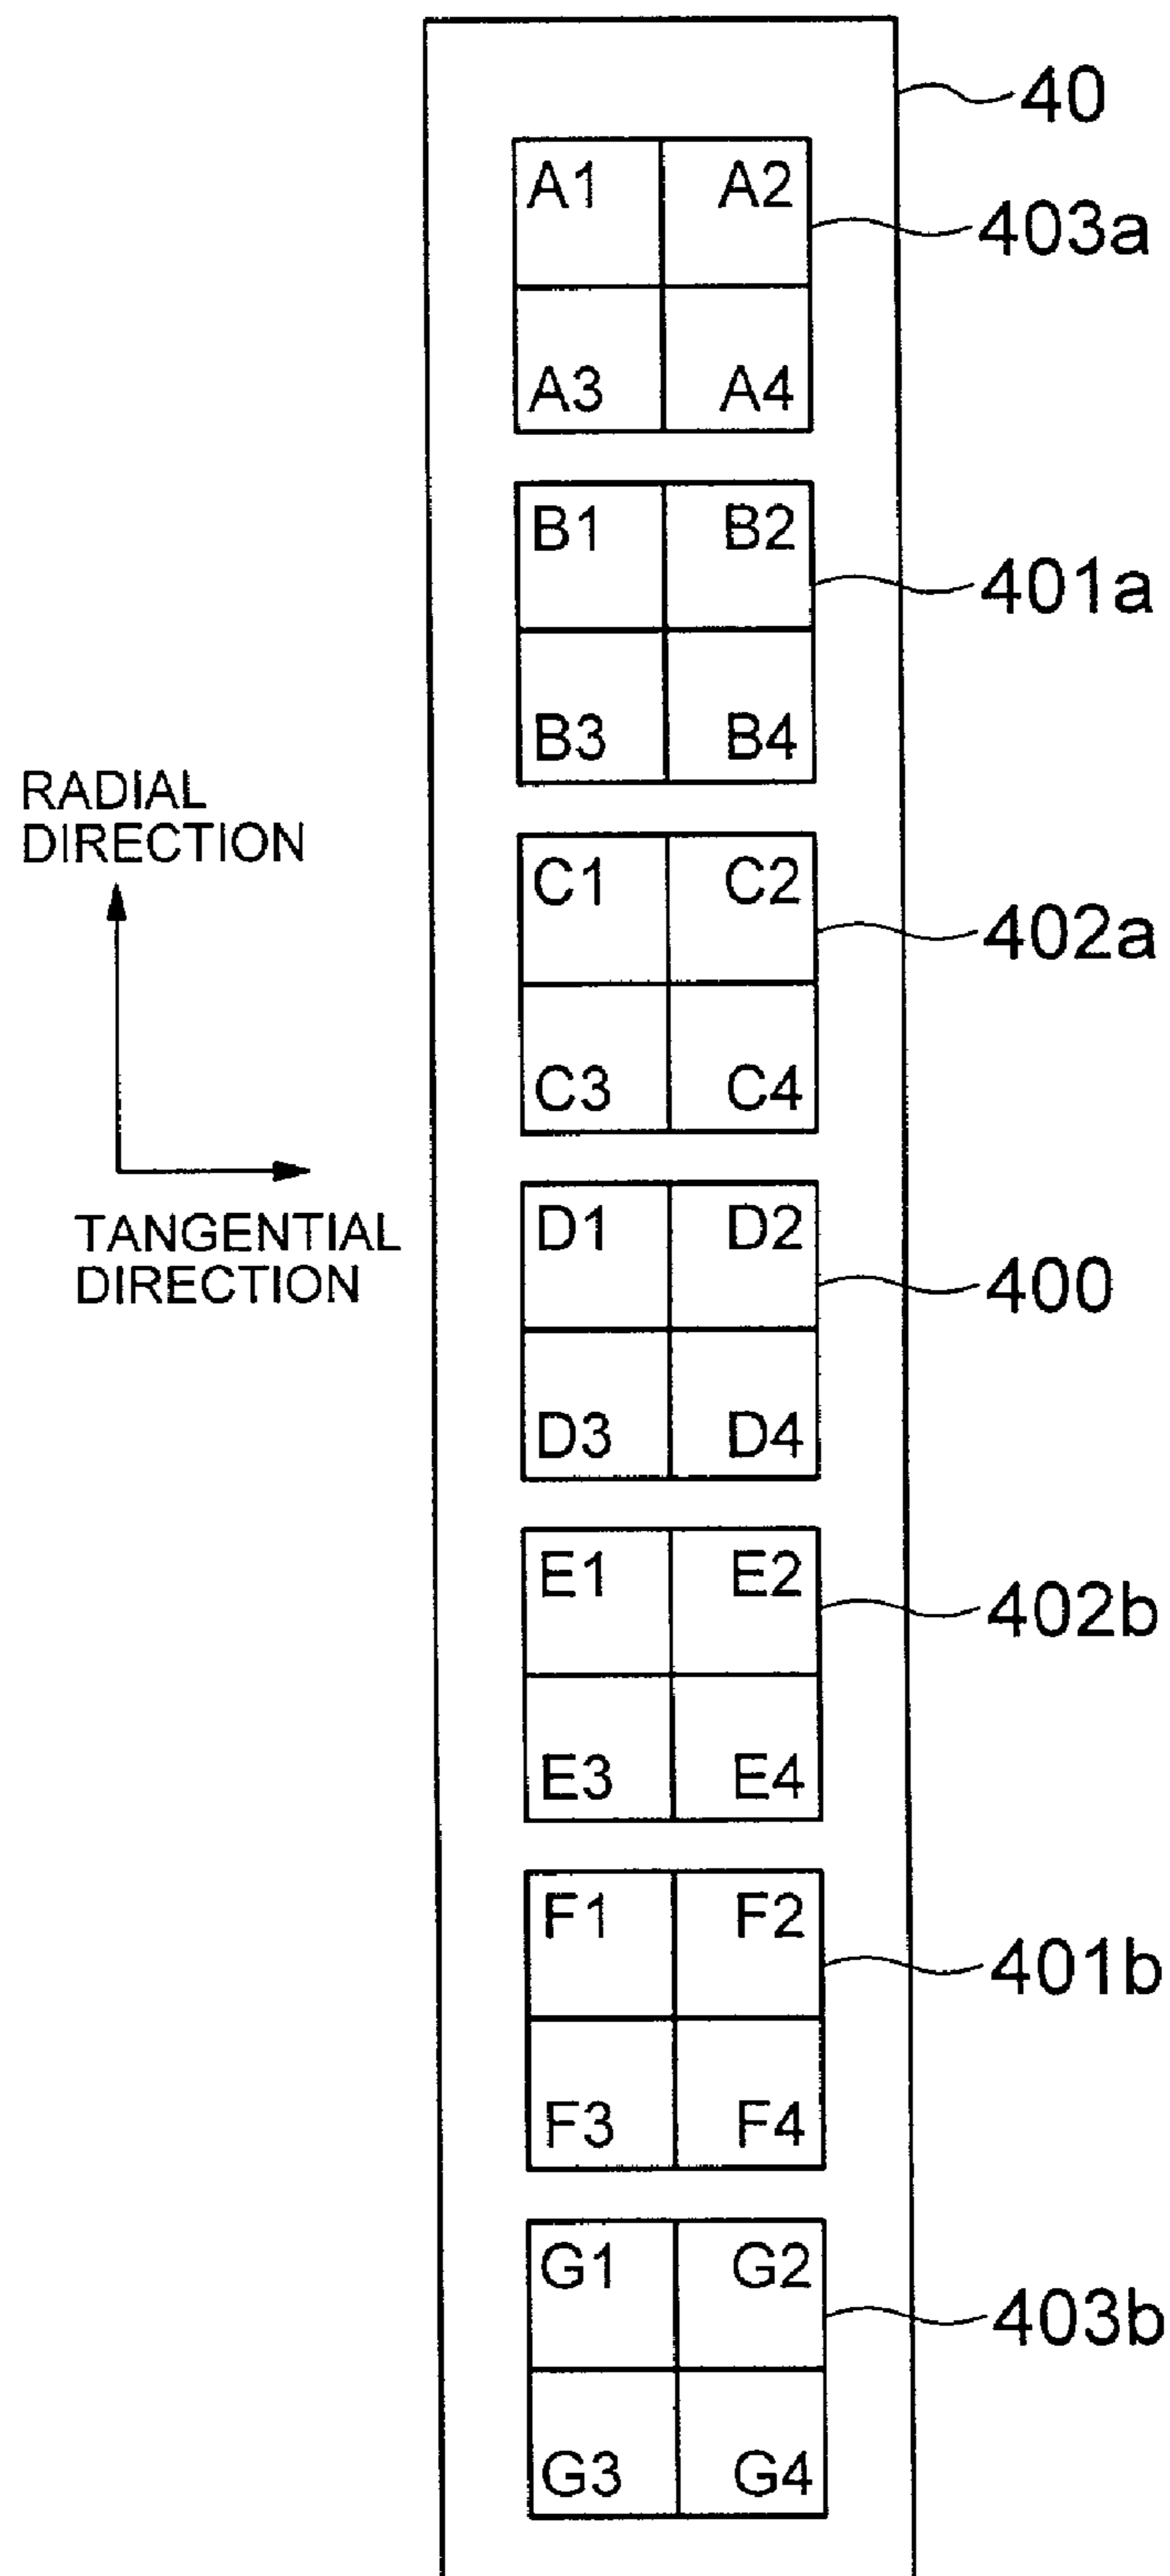 40
A1 A2
403a
A3 A4
B1 B2
401a
B3 B4
RADIAL
DIRECTION
C1 C2
402a
C3 C4
TANGENTIAL
DIRECTION
D1 D2
400
D3 D4
E1 E2
402b
E3 E4
F1 F2
401b
F3 F4
G1 G2
403b
G3 G4